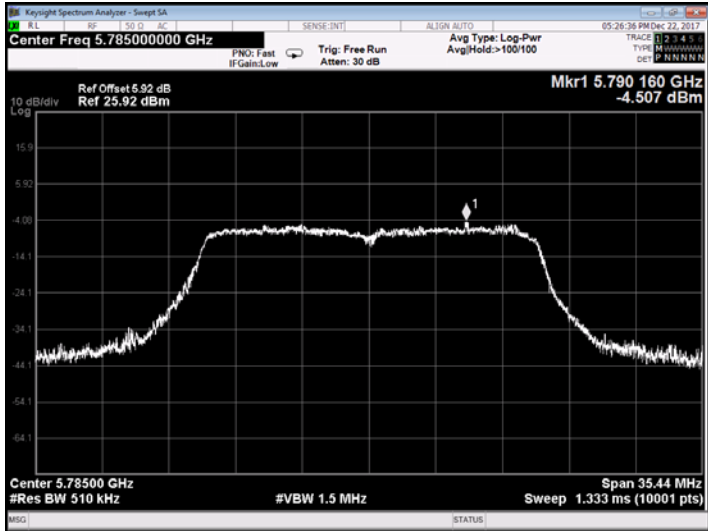 Keysight Spectrum Analyzer - Swept SA
RL RF 50 Ω AC SENSE:INT ALIGN AUTO 05:26:36 PM Dec 22, 2017
Center Freq 5.785000000 GHz
PNO: Fast
IFGain:Low
Trig: Free Run
Atten: 30 dB
Avg Type: Log-Pwr
Avg|Hold:>100/100
TRACE 1 2 3 4 5 6
TYPE M WWWWW
DET P N N N N N
Ref Offset 5.92 dB
Ref 25.92 dBm
10 dB/div
Log
Mkr1 5.790 160 GHz
-4.507 dBm
15.9
5.92
-4.08
-14.1
-24.1
-34.1
-44.1
-54.1
-64.1
1
Center 5.78500 GHz
Span 35.44 MHz
#Res BW 510 kHz
#VBW 1.5 MHz
Sweep 1.333 ms (10001 pts)
MSG
STATUS